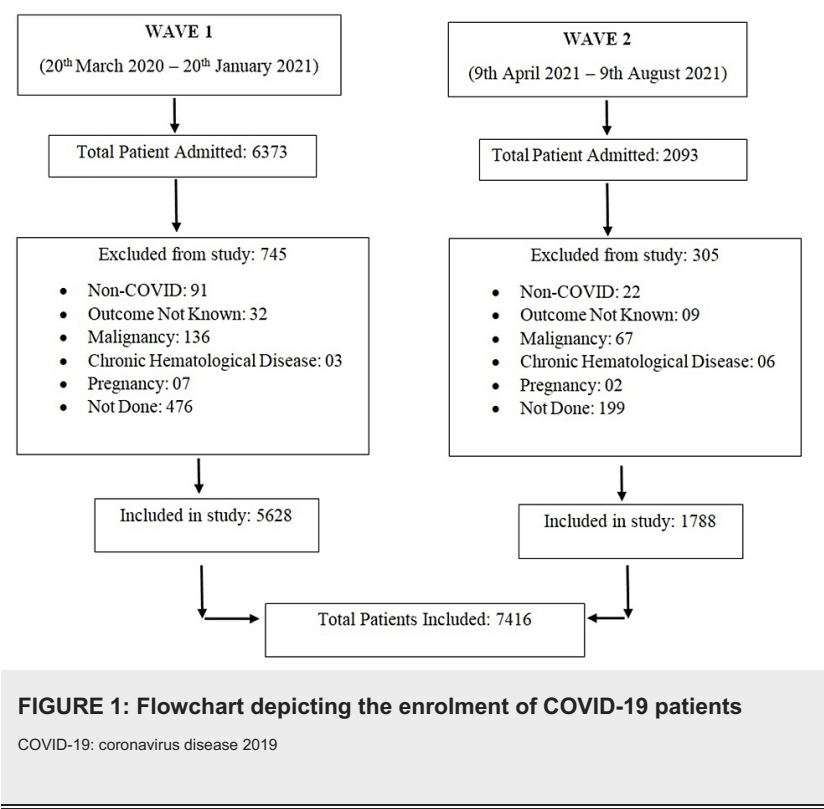 WAVE 1
(20th March 2020 – 20th January 2021)
Total Patient Admitted: 6373
Excluded from study: 745
• Non-COVID: 91
• Outcome Not Known: 32
• Malignancy: 136
• Chronic Hematological Disease: 03
• Pregnancy: 07
• Not Done: 476
Included in study: 5628
WAVE 2
(9th April 2021 – 9th August 2021)
Total Patient Admitted: 2093
Excluded from study: 305
• Non-COVID: 22
• Outcome Not Known: 09
• Malignancy: 67
• Chronic Hematological Disease: 06
• Pregnancy: 02
• Not Done: 199
Included in study: 1788
Total Patients Included: 7416
FIGURE 1: Flowchart depicting the enrolment of COVID-19 patients
COVID-19: coronavirus disease 2019